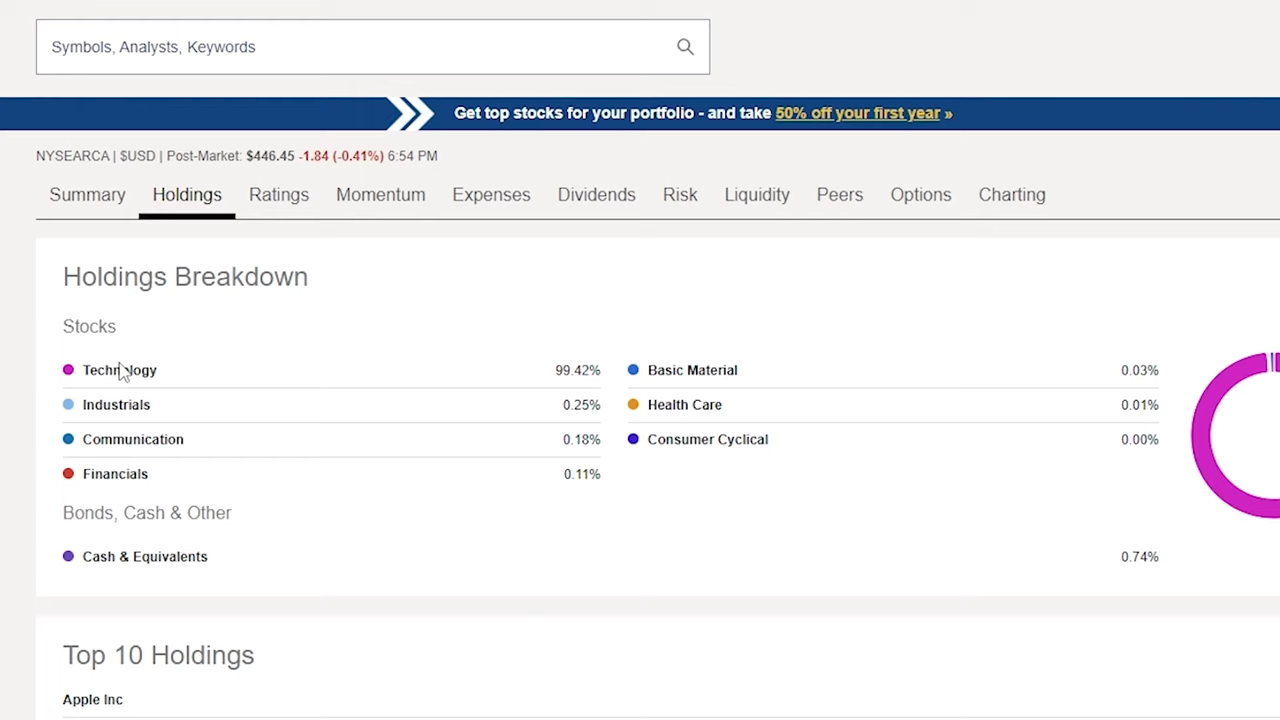 Symbols, Analysts, Keywords
Get top stocks for your portfolio - and take 50% off your first year »
NYSEARCA | $USD | Post-Market: $446.45 -1.84 (-0.41%) 6:54 PM
Summary Holdings Ratings Momentum Expenses Dividends Risk Liquidity Peers Options Charting
Holdings Breakdown
Stocks
Technology 99.42%
Industrials 0.25%
Communication 0.18%
Financials 0.11%
Basic Material 0.03%
Health Care 0.01%
Consumer Cyclical 0.00%
Bonds, Cash & Other
Cash & Equivalents 0.74%
Top 10 Holdings
Apple Inc